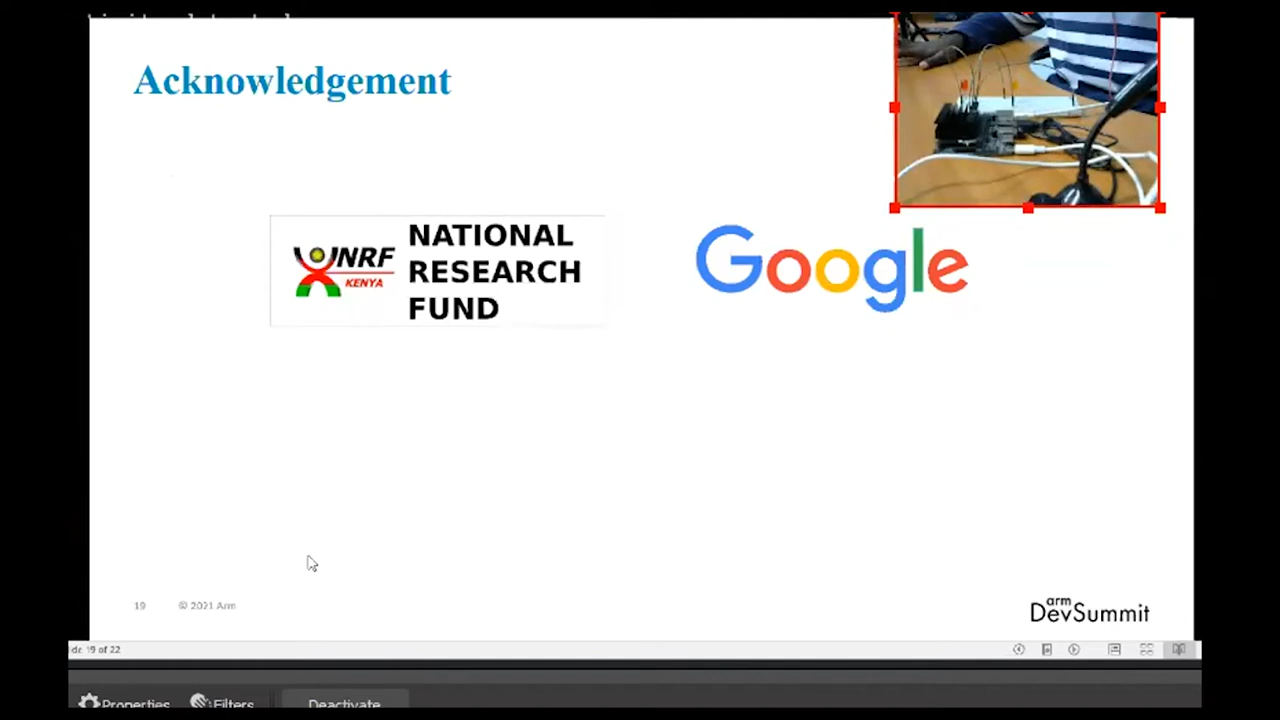 Acknowledgement
NRF
KENYA
NATIONAL
RESEARCH
FUND
Google
19 © 2021 Arm
arm
DevSummit
19 of 22
Properties Filters Deactivate